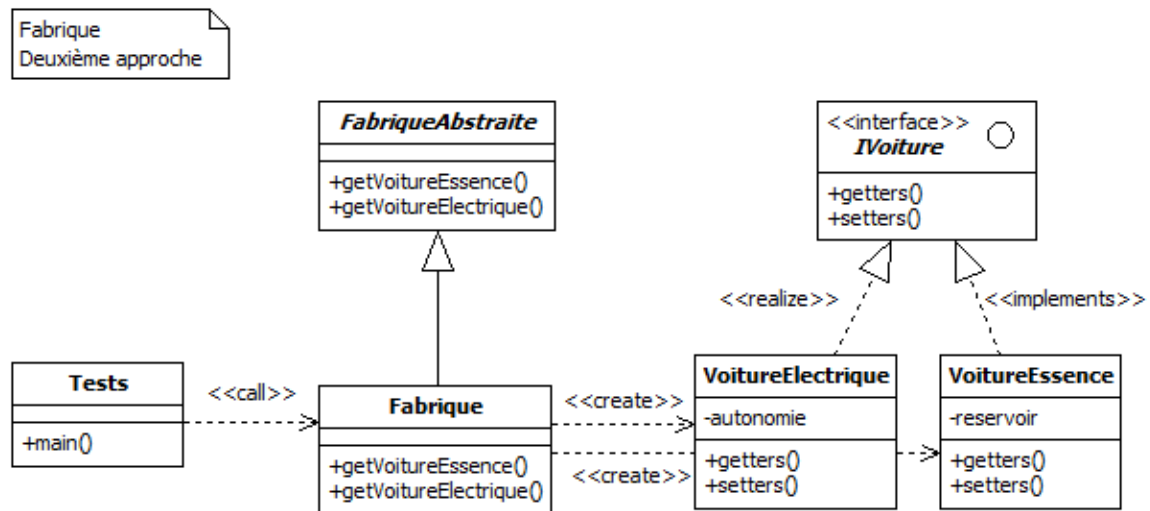 Fabrique
Deuxième approche
FabriqueAbstraite
+getVoitureEssence()
+getVoitureElectrique()
<<interface>>
IVoiture
+getters()
+setters()
<<realize>>
<<implements>>
Tests
+main()
<<call>>
Fabrique
+getVoitureEssence()
+getVoitureElectrique()
<<create>>
<<create>>
VoitureElectrique
-autonomie
+getters()
+setters()
VoitureEssence
-reservoir
+getters()
+setters()